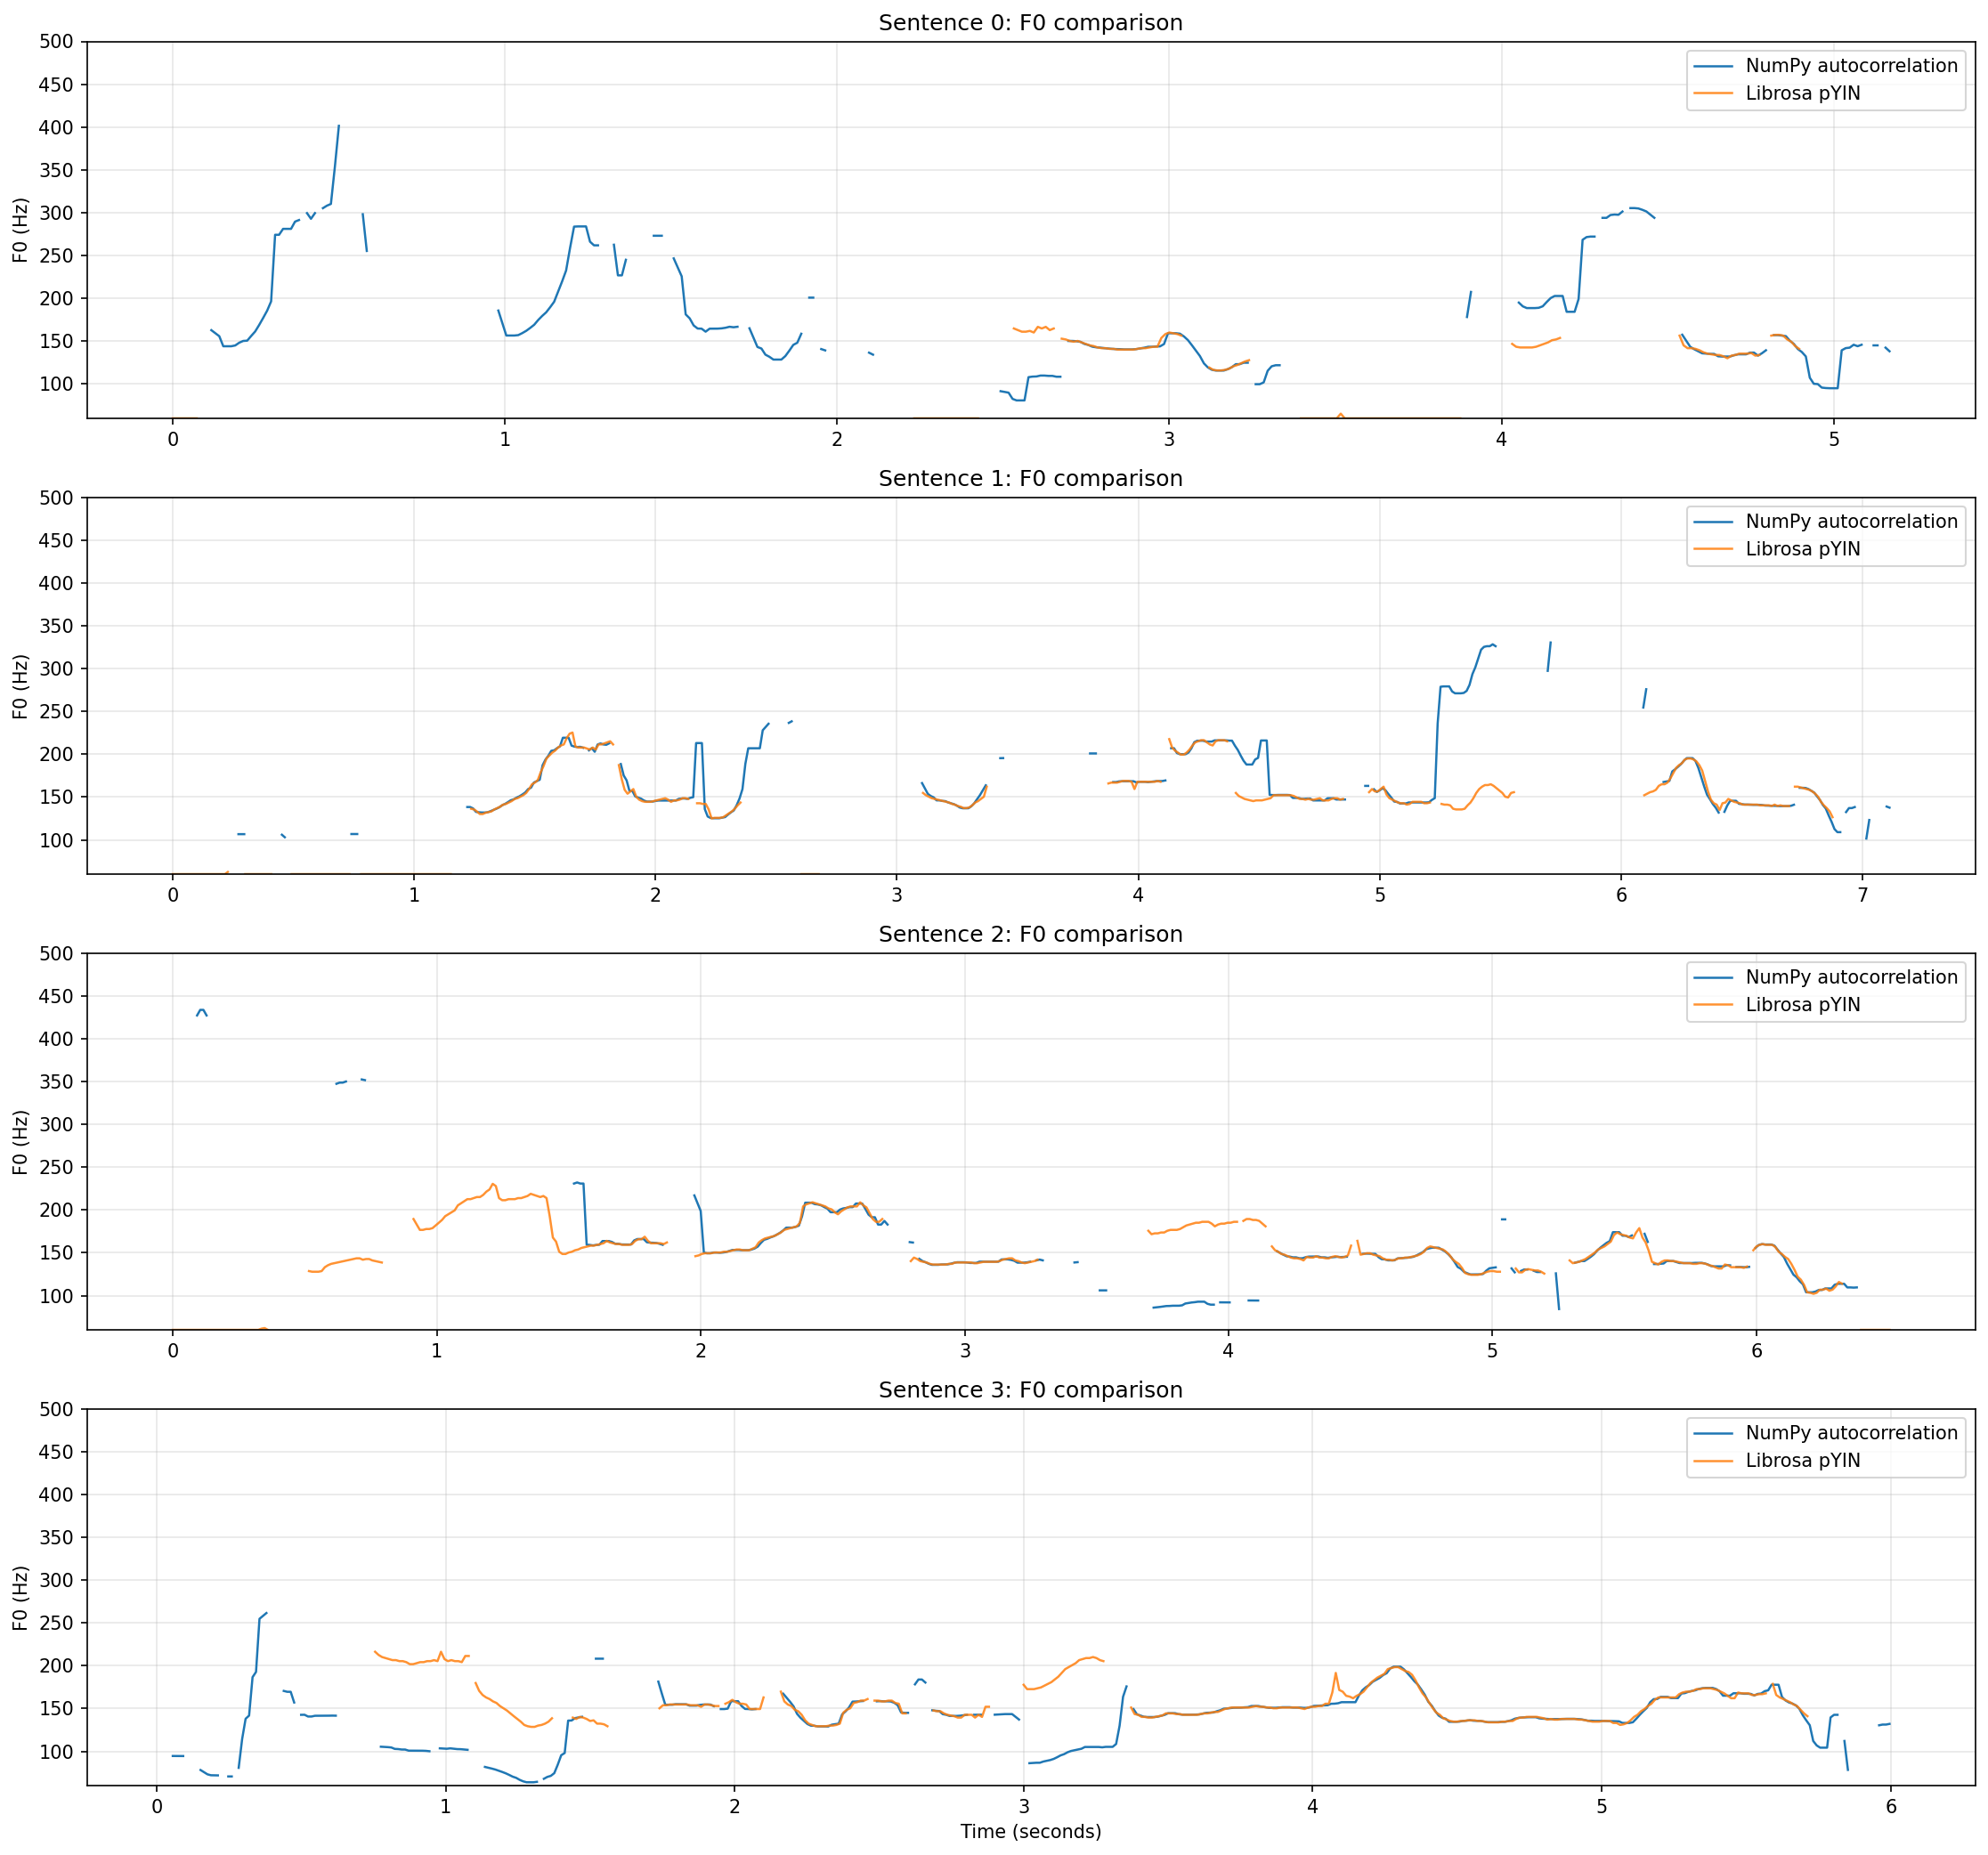 Sentence 0: F0 comparison
500
450
400
350
300
250
200
150
100
F0 (Hz)
NumPy autocorrelation
Librosa pYIN
0 1 2 3 4 5
Sentence 1: F0 comparison
500
450
400
350
300
250
200
150
100
F0 (Hz)
NumPy autocorrelation
Librosa pYIN
0 1 2 3 4 5 6 7
Sentence 2: F0 comparison
500
450
400
350
300
250
200
150
100
F0 (Hz)
NumPy autocorrelation
Librosa pYIN
0 1 2 3 4 5 6
Sentence 3: F0 comparison
500
450
400
350
300
250
200
150
100
F0 (Hz)
NumPy autocorrelation
Librosa pYIN
0 1 2 3 4 5 6
Time (seconds)